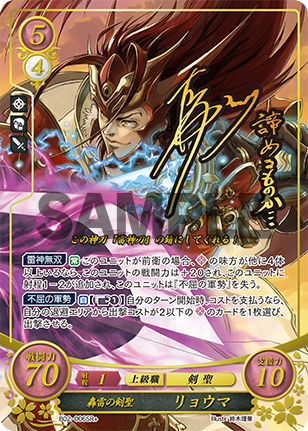 5
4
諦めるものか…
SAMPLE
この神刀『雷神刀』の錆にしてくれる!
雷神無双 常 このユニットが前衛の場合、の味方が他に4体
以上いるなら、このユニットの戦闘力は+20され、このユニットに
射程1-2が追加され、このユニットは『不屈の軍勢』を失う。
不屈の軍勢 自分のターン開始時、コストを支払うなら、
自分の退避エリアから出撃コストが2以下ののカードを1枚選び、
出撃させる。
戦闘力
70
射程 1 上級職 剣聖
支援力
10
轟雷の剣聖 リョウマ
Illust: 鈴木理華